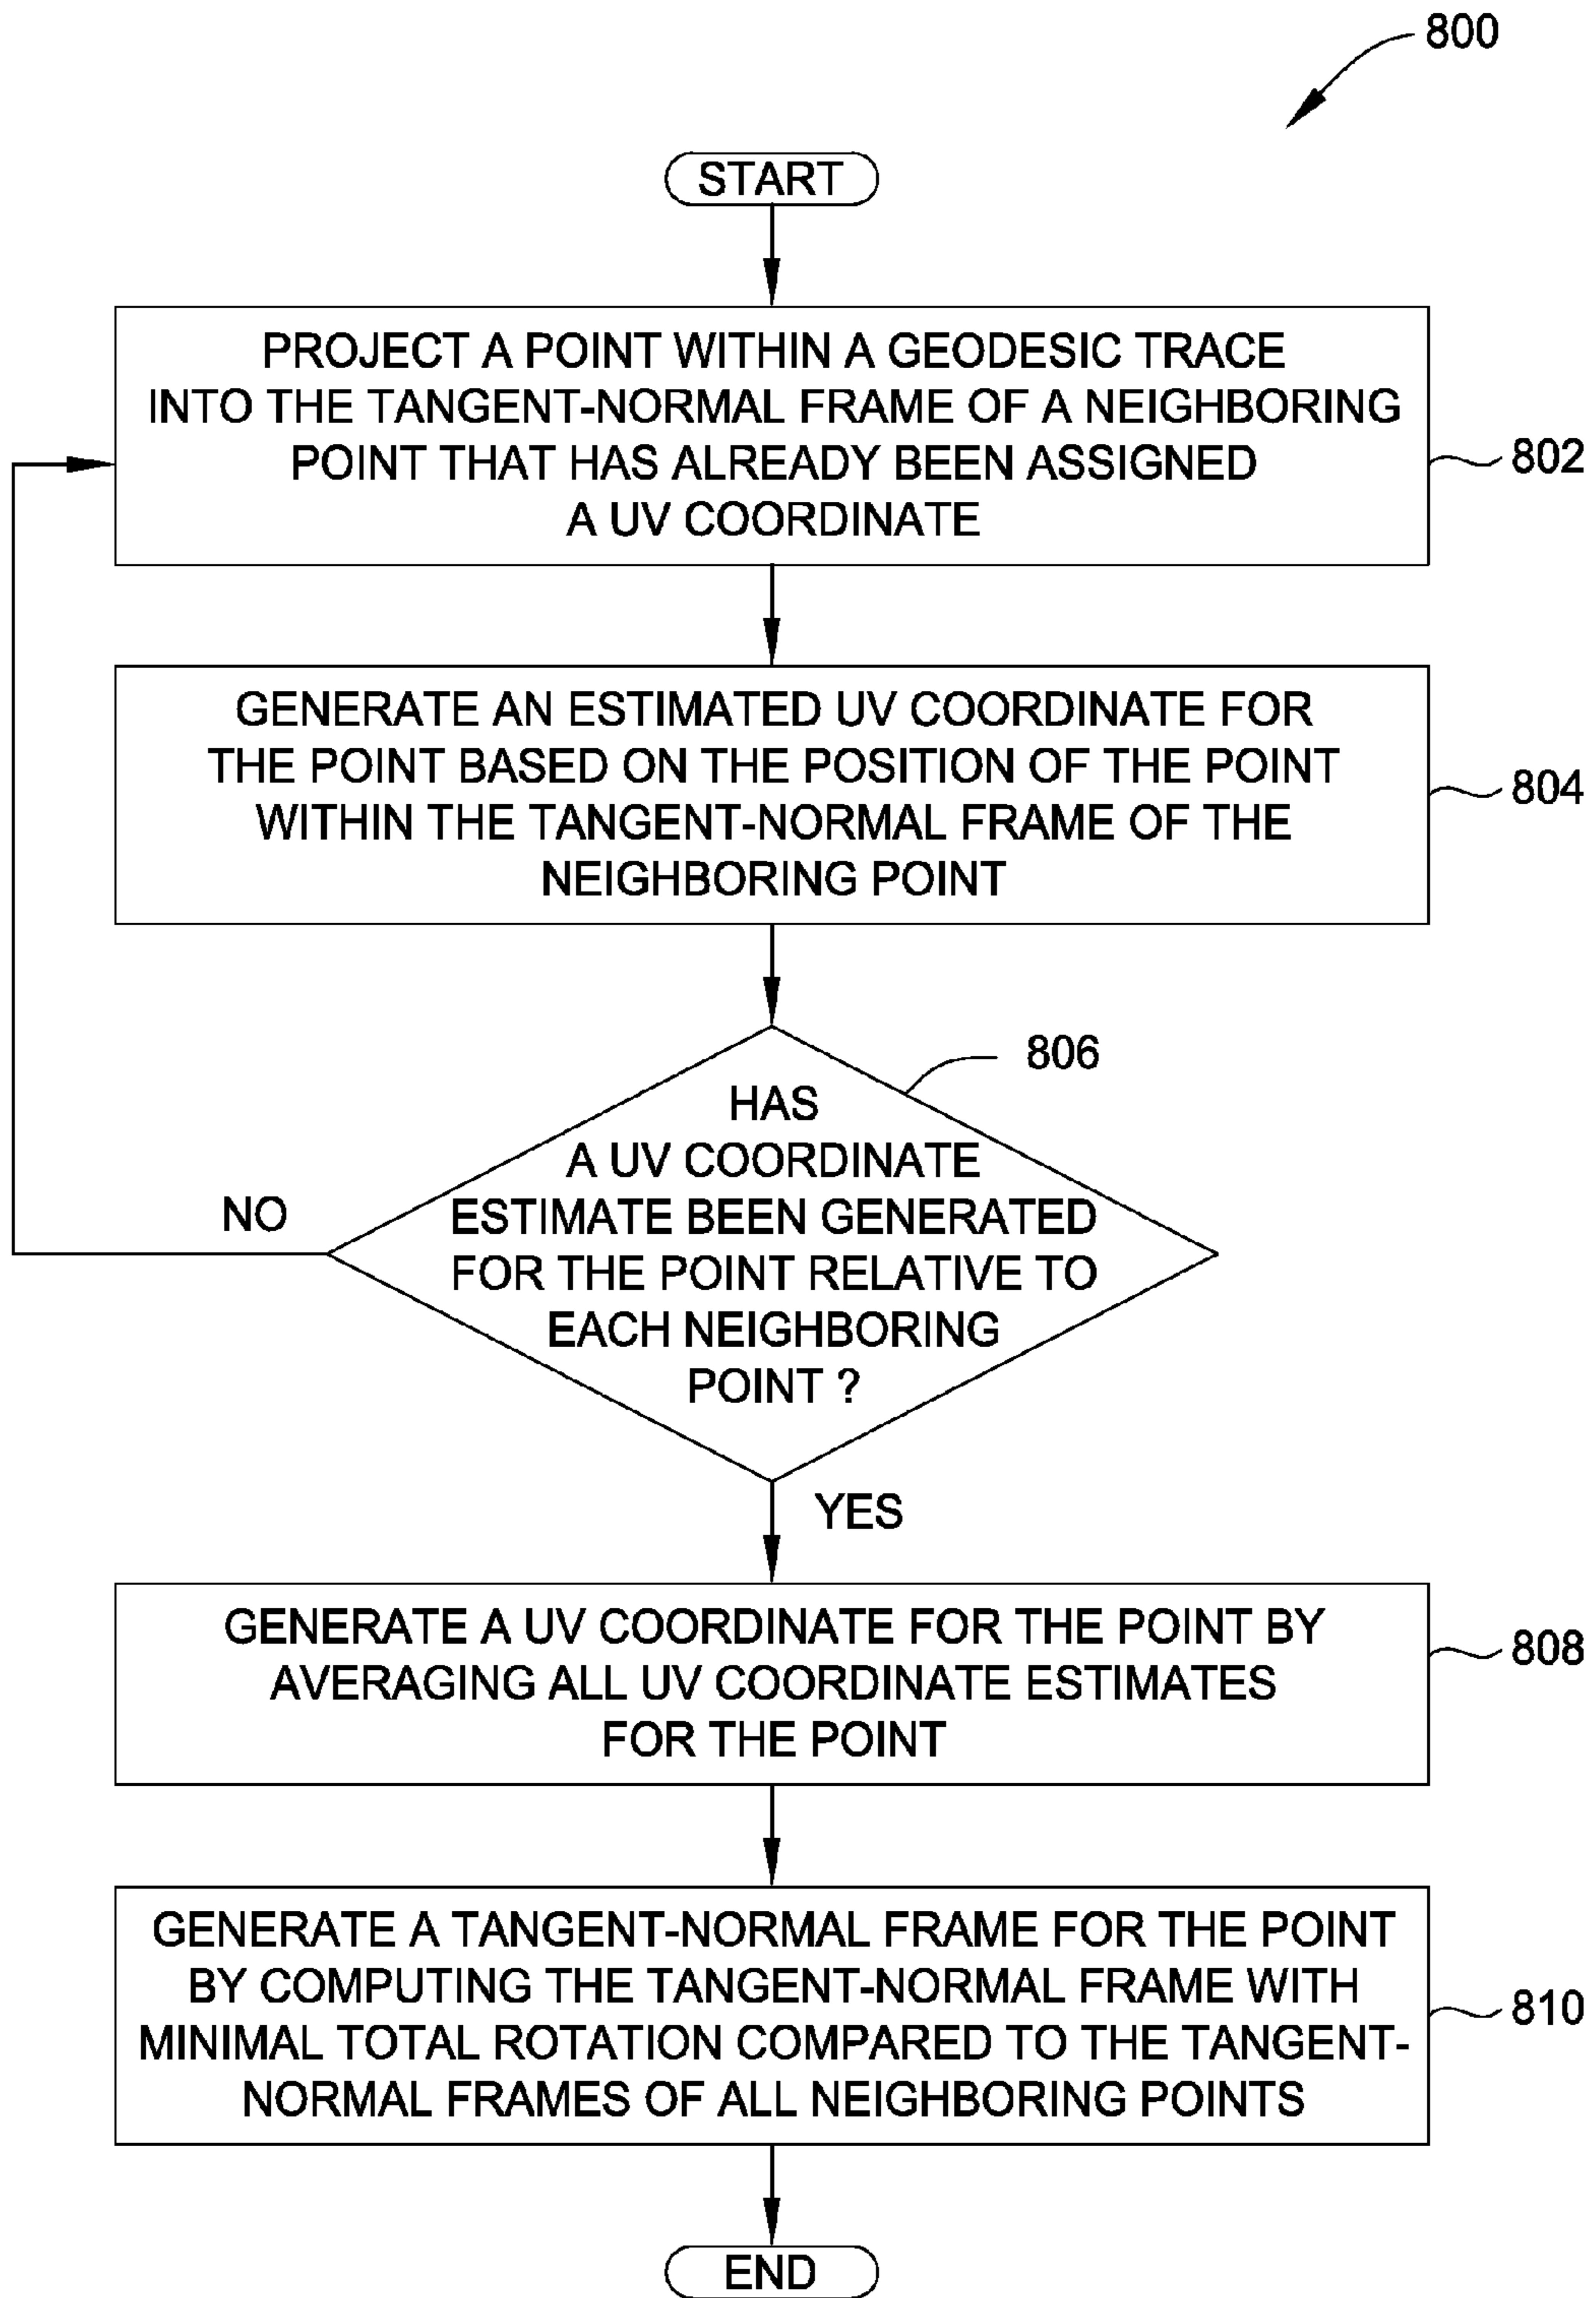 800
START
PROJECT A POINT WITHIN A GEODESIC TRACE
INTO THE TANGENT-NORMAL FRAME OF A NEIGHBORING
POINT THAT HAS ALREADY BEEN ASSIGNED
A UV COORDINATE
802
GENERATE AN ESTIMATED UV COORDINATE FOR
THE POINT BASED ON THE POSITION OF THE POINT
WITHIN THE TANGENT-NORMAL FRAME OF THE
NEIGHBORING POINT
804
806
HAS
A UV COORDINATE
ESTIMATE BEEN GENERATED
FOR THE POINT RELATIVE TO
EACH NEIGHBORING
POINT ?
NO
YES
GENERATE A UV COORDINATE FOR THE POINT BY
AVERAGING ALL UV COORDINATE ESTIMATES
FOR THE POINT
808
GENERATE A TANGENT-NORMAL FRAME FOR THE POINT
BY COMPUTING THE TANGENT-NORMAL FRAME WITH
MINIMAL TOTAL ROTATION COMPARED TO THE TANGENT-
NORMAL FRAMES OF ALL NEIGHBORING POINTS
810
END